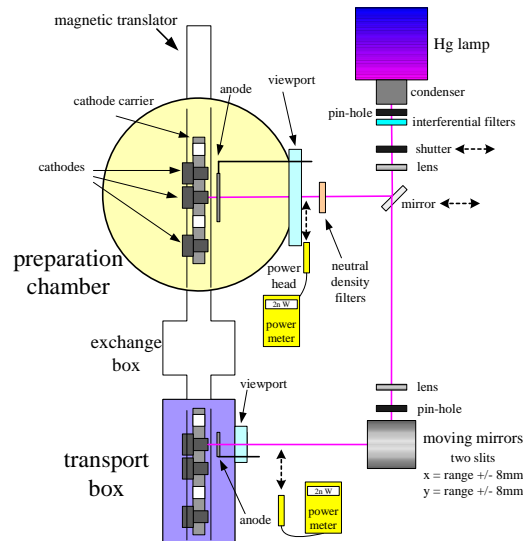 magnetic translator
Hg lamp
viewport
condenser
cathode carrier
anode
pin-hole
interferential filters
cathodes
shutter
lens
mirror
preparation
chamber
power
head
neutral
density
filters
2n W
power
meter
exchange
box
viewport
lens
pin-hole
transport
box
moving mirrors
two slits
x = range +/- 8mm
y = range +/- 8mm
anode
2n W
power
meter